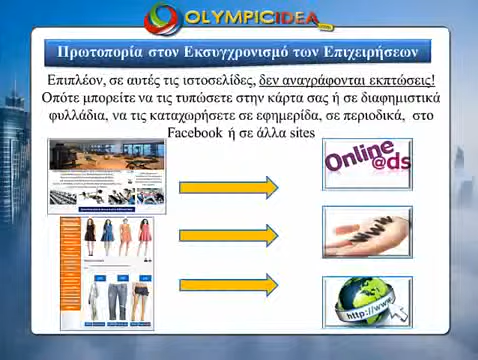 OLYMPICIDEA
Πρωτοπορία στον Εκσυγχρονισμό των Επιχειρήσεων
Επιπλέον, σε αυτές τις ιστοσελίδες, δεν αναγράφονται εκπτώσεις!
Οπότε μπορείτε να τις τυπώσετε στην κάρτα σας ή σε διαφημιστικά
φυλλάδια, να τις καταχωρήσετε σε εφημερίδα, σε περιοδικά, στο
Facebook ή σε άλλα sites
Online
@ds
WWW
http://www.